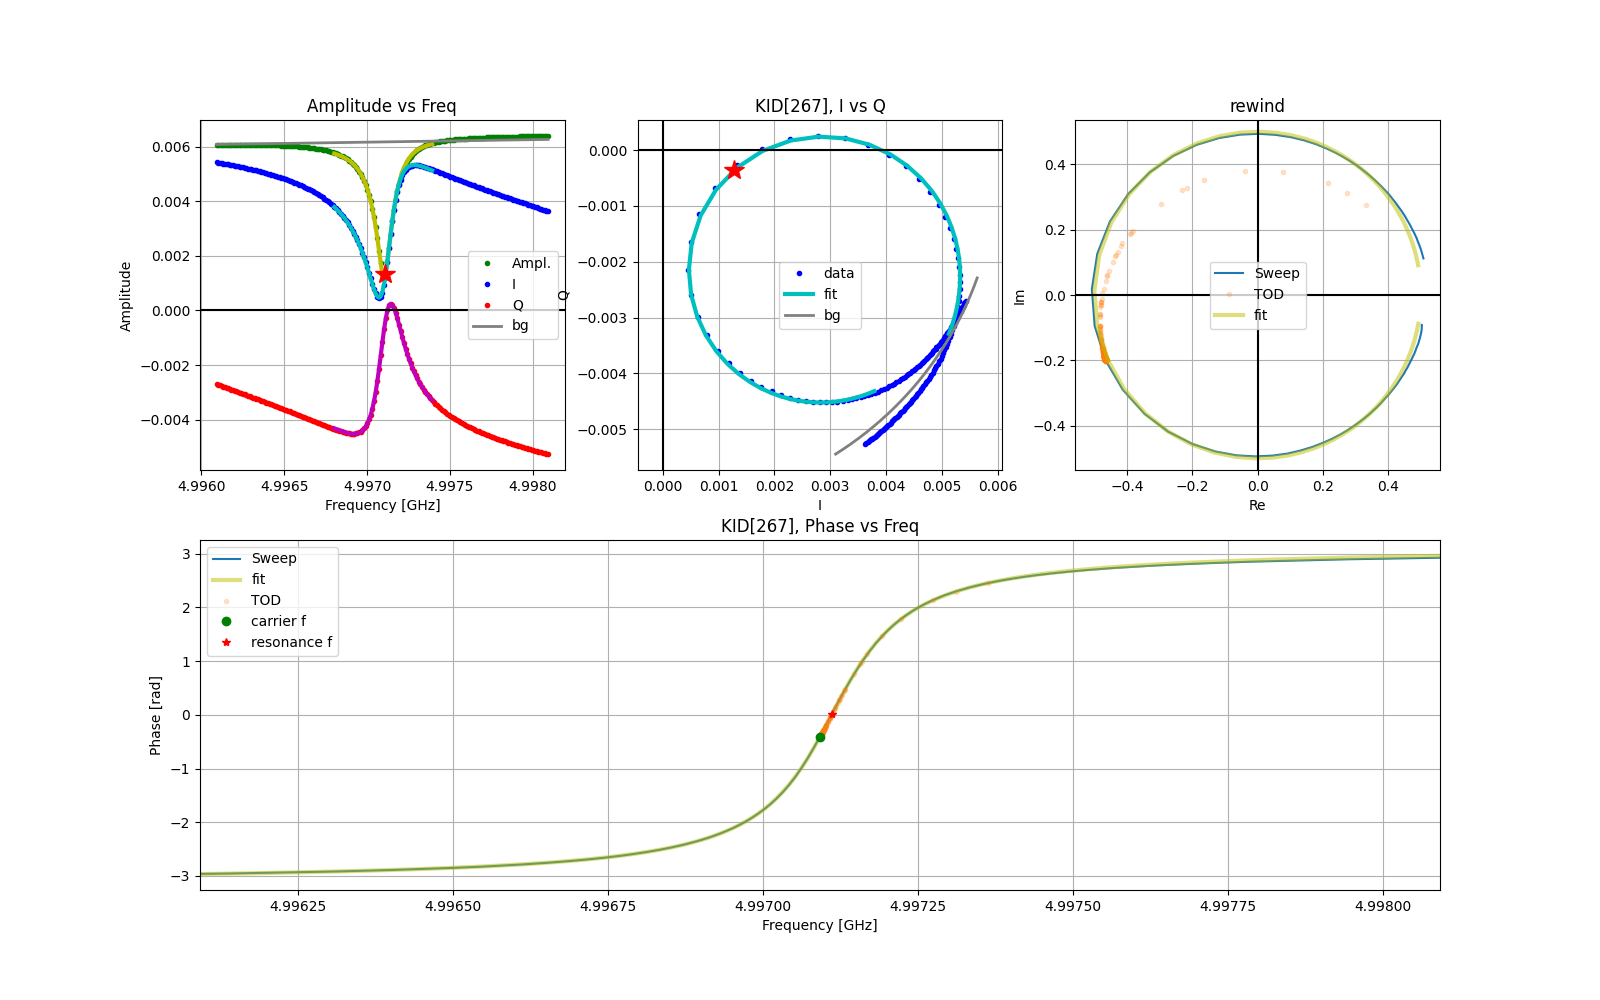 Amplitude vs Freq
Amplitude
0.006
0.004
0.002
0.000
−0.002
−0.004
Ampl.
I
Q
bg
4.9960
4.9965
4.9970
4.9975
4.9980
Frequency [GHz]
KID[267], I vs Q
Q
0.000
−0.001
−0.002
−0.003
−0.004
−0.005
data
fit
bg
0.000
0.001
0.002
0.003
0.004
0.005
0.006
I
rewind
Im
0.4
0.2
0.0
−0.2
−0.4
Sweep
TOD
fit
−0.4
−0.2
0.0
0.2
0.4
Re
KID[267], Phase vs Freq
Phase [rad]
3
2
1
0
−1
−2
−3
Sweep
fit
TOD
carrier f
resonance f
4.99625
4.99650
4.99675
4.99700
4.99725
4.99750
4.99775
4.99800
Frequency [GHz]